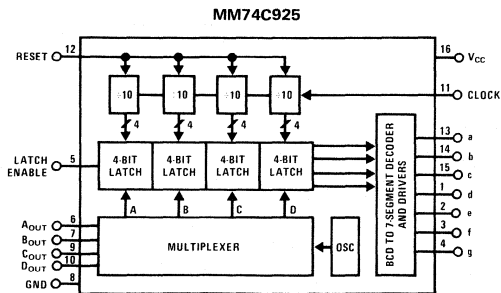 MM74C925
RESET 12
16 VCC
÷10 ÷10 ÷10 ÷10
11 CLOCK
4 4 4 4
LATCH ENABLE 5
4-BIT LATCH 4-BIT LATCH 4-BIT LATCH 4-BIT LATCH
BCD TO 7-SEGMENT DECODER AND DRIVERS
13 a
14 b
15 c
1 d
2 e
3 f
4 g
A B C D
AOUT 6
BOUT 7
COUT 9
DOUT 10
MULTIPLEXER
OSC
GND 8